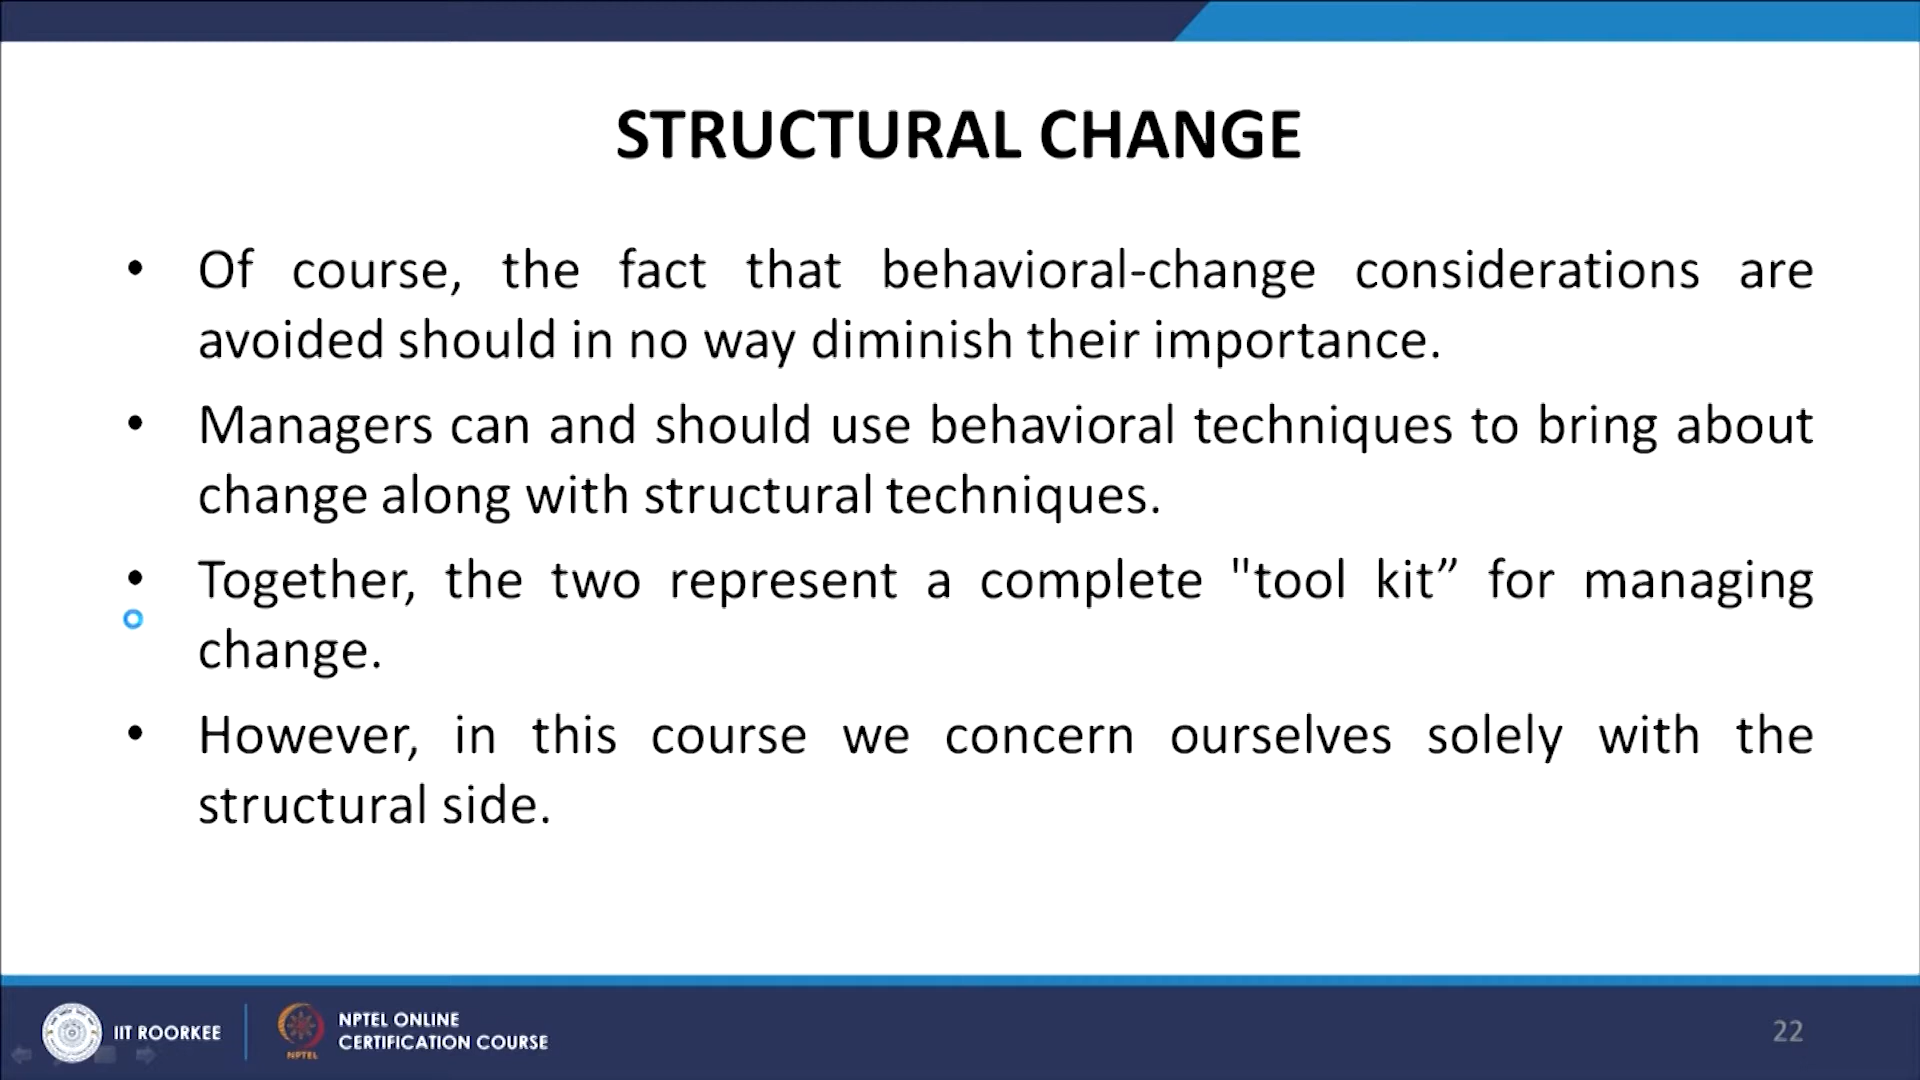 STRUCTURAL CHANGE
• Of course, the fact that behavioral-change considerations are
avoided should in no way diminish their importance.
• Managers can and should use behavioral techniques to bring about
change along with structural techniques.
• Together, the two represent a complete "tool kit” for managing
change.
• However, in this course we concern ourselves solely with the
structural side.
IIT ROORKEE
NPTEL
NPTEL ONLINE
CERTIFICATION COURSE
22